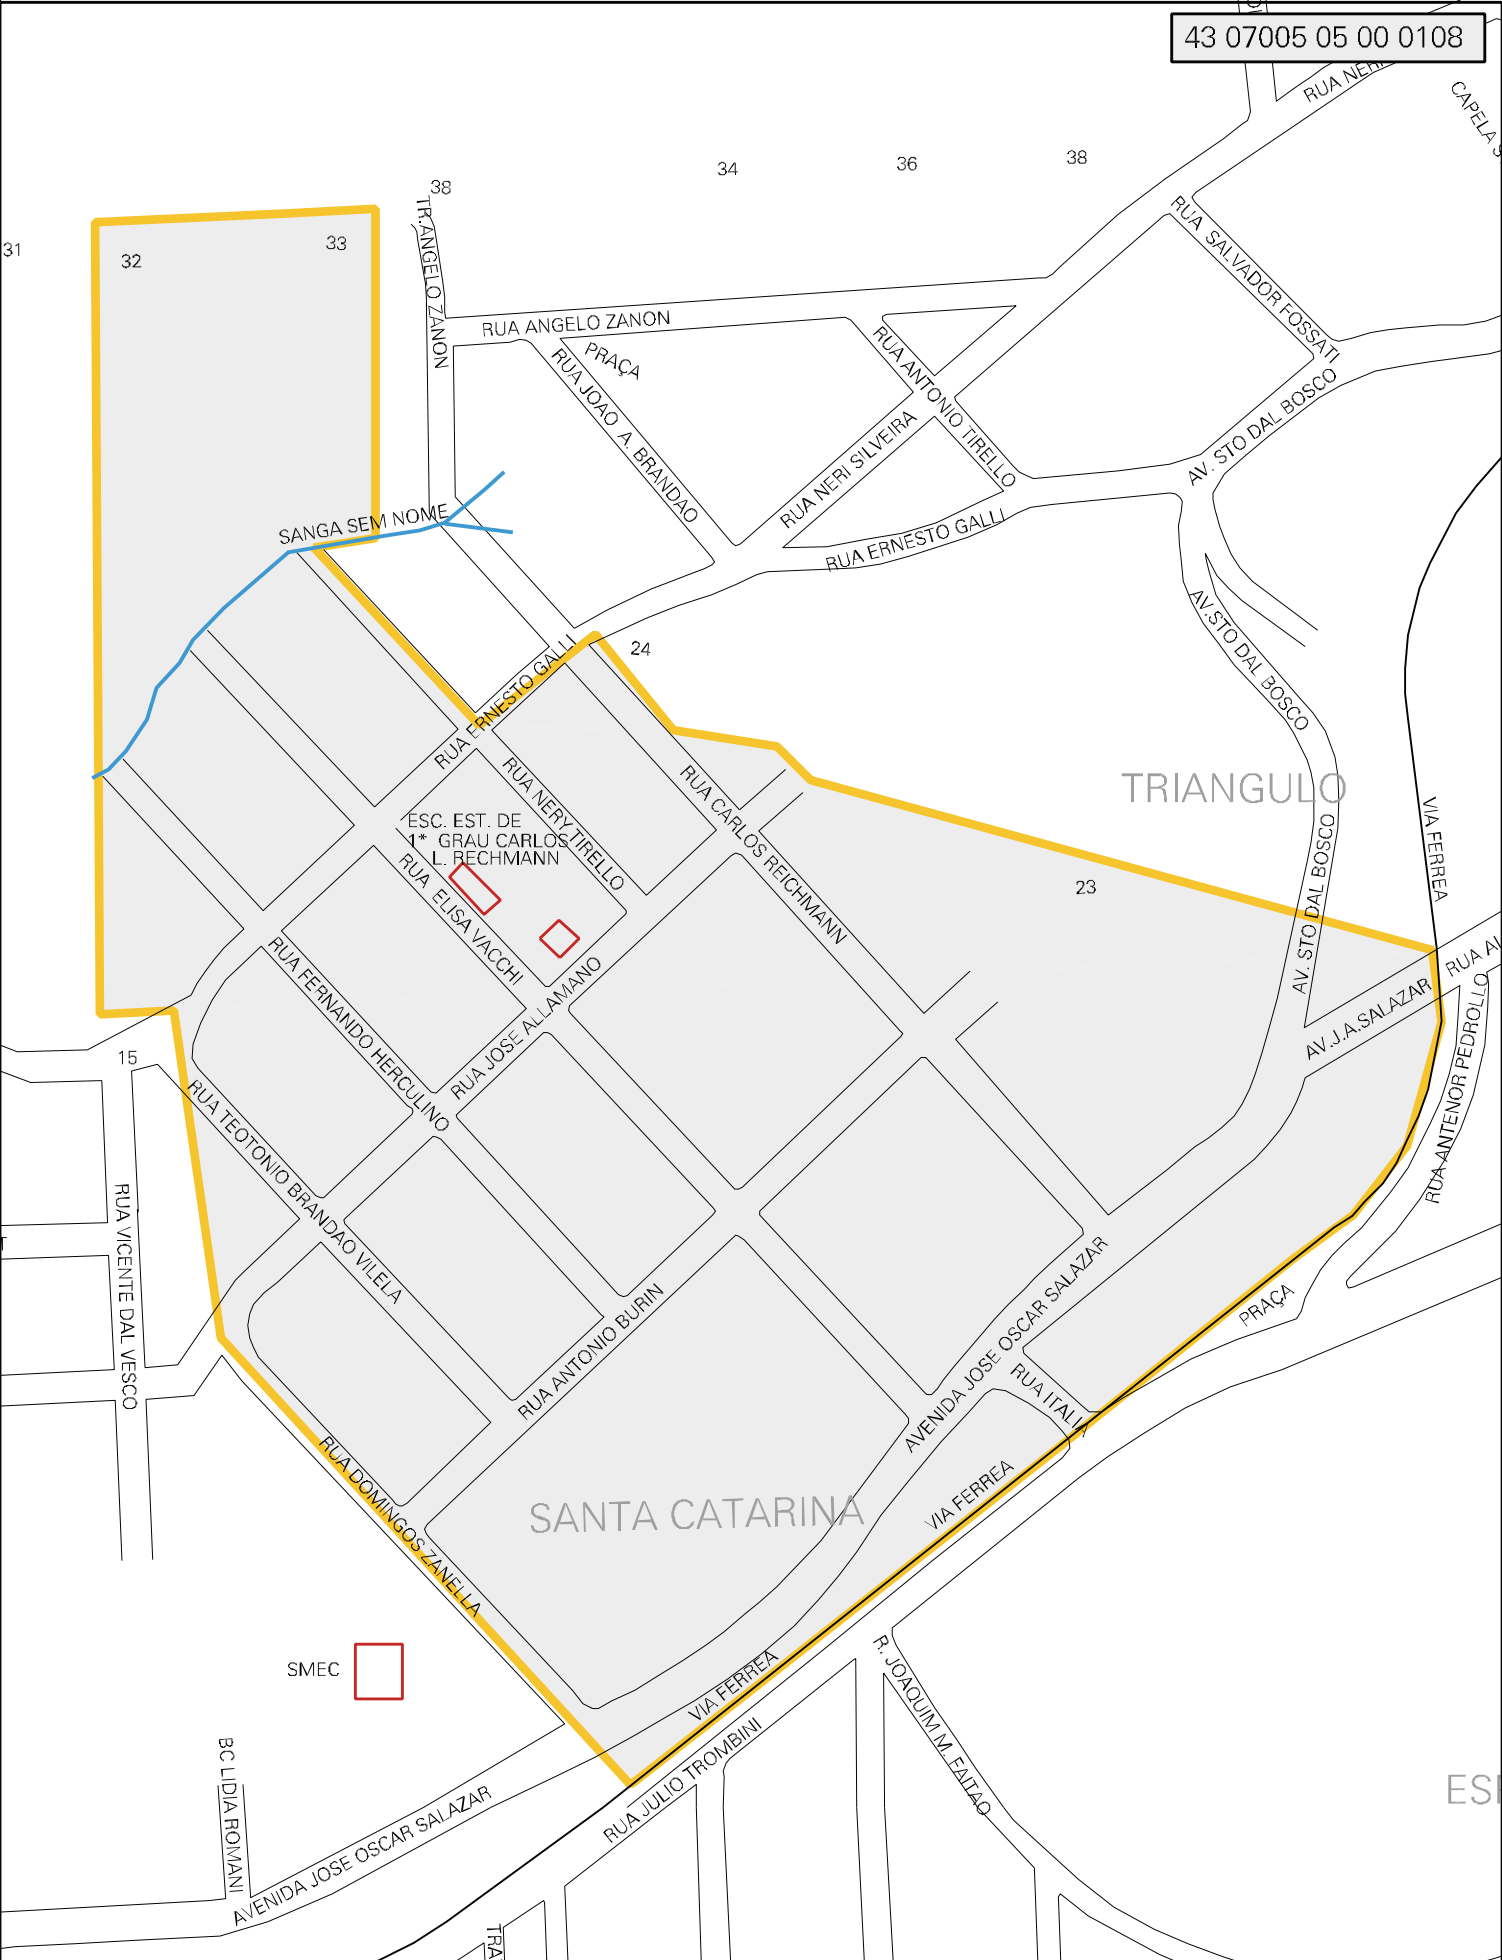 43 07005 05 00 0108
RUA NERI
CAPELA S
38
34
36
38
31
32
33
TR.ANGELO ZANON
RUA ANGELO ZANON
PRAÇA
RUA JOAO A. BRANDAO
RUA ANTONIO TIRELLO
RUA NERI SILVEIRA
RUA SALVADOR FOSSATI
AV. STO DAL BOSCO
RUA ERNESTO GALLI
SANGA SEM NOME
AV.STO DAL BOSCO
24
RUA ERNESTO GALLI
TRIANGULO
VIA FERREA
RUA NERY TIRELLO
RUA CARLOS REICHMANN
ESC. EST. DE
1* GRAU CARLOS
L. RECHMANN
RUA ELISA VACCHI
23
AV. STO DAL BOSCO
RUA AL
AV.J.A.SALAZAR
RUA ANTENOR PEDROLLO
RUA FERNANDO HERCULINO
RUA JOSE ALLAMANO
15
RUA TEOTONIO BRANDAO VILELA
RUA VICENTE DAL VESCO
T
RUA ANTONIO BURIN
AVENIDA JOSE OSCAR SALAZAR
PRAÇA
RUA ITALIA
RUA DOMINGOS ZANELLA
SANTA CATARINA
VIA FERREA
SMEC
VIA FERREA
R. JOAQUIM M. FAITAO
RUA JULIO TROMBINI
BC LIDIA ROMANI
AVENIDA JOSE OSCAR SALAZAR
ESP
TRA